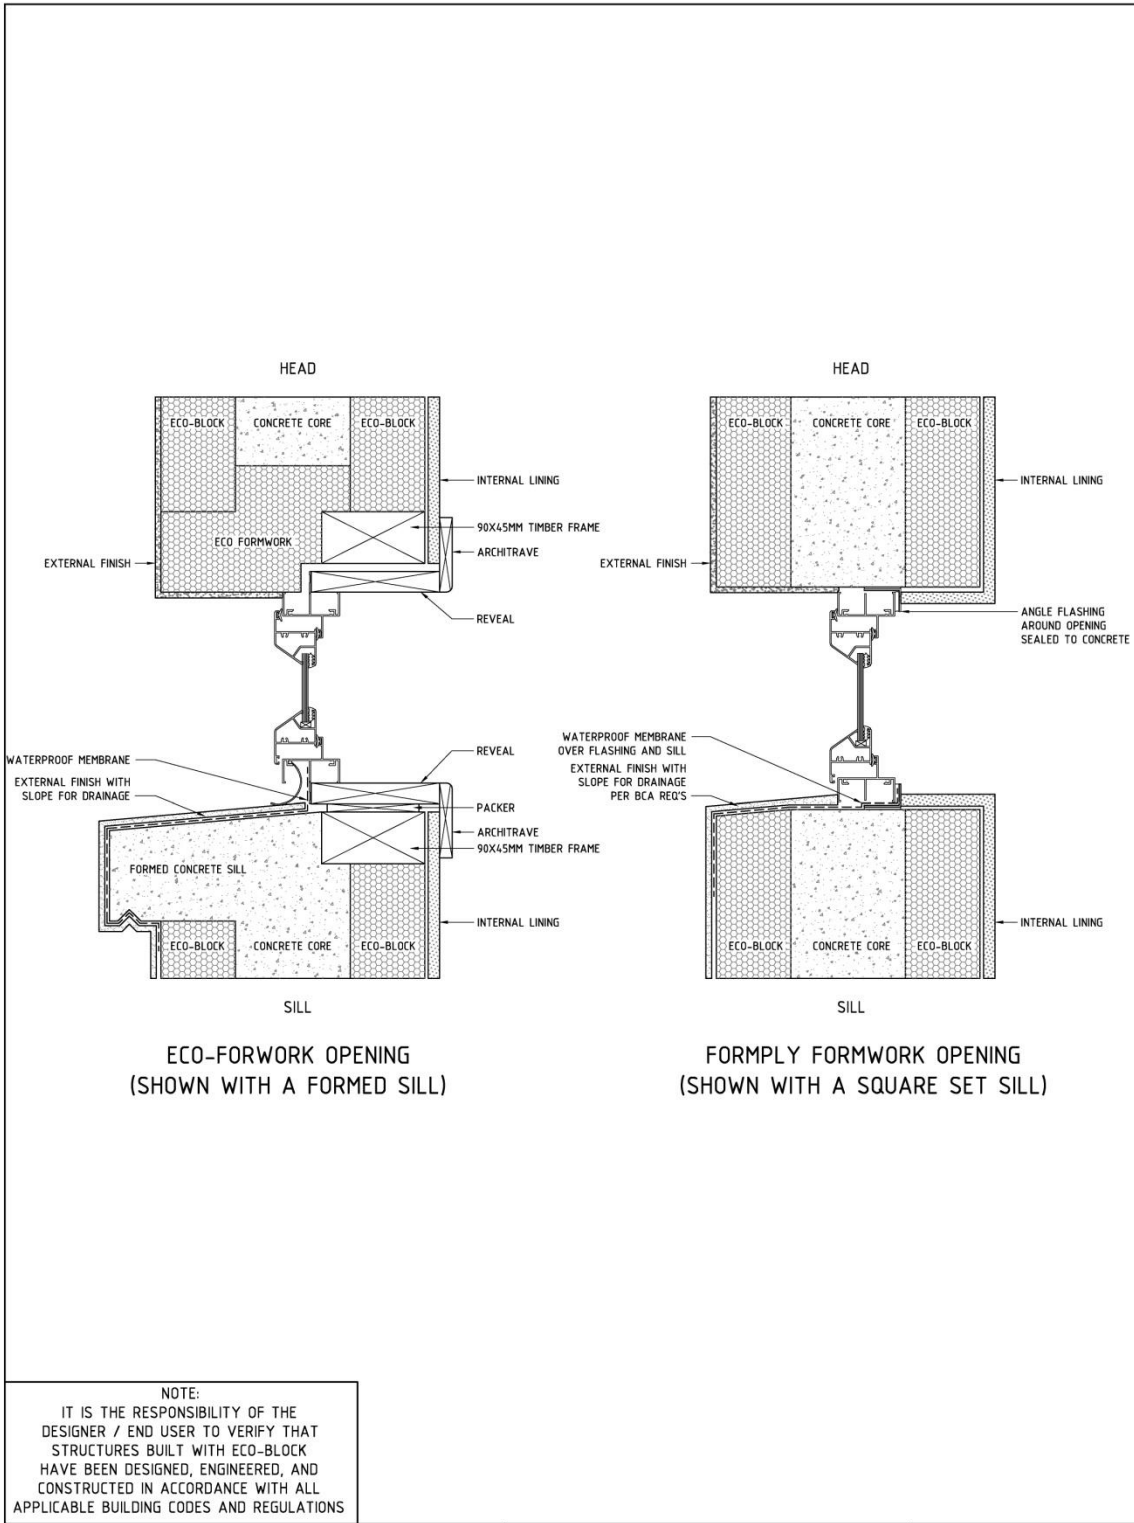 HEAD
ECO-BLOCK
CONCRETE CORE
ECO-BLOCK
INTERNAL LINING
90X45MM TIMBER FRAME
ECO FORMWORK
ARCHITRAVE
EXTERNAL FINISH
REVEAL
WATERPROOF MEMBRANE
EXTERNAL FINISH WITH
SLOPE FOR DRAINAGE
REVEAL
PACKER
ARCHITRAVE
90X45MM TIMBER FRAME
FORMED CONCRETE SILL
INTERNAL LINING
ECO-BLOCK
CONCRETE CORE
ECO-BLOCK
SILL
ECO-FORWORK OPENING
(SHOWN WITH A FORMED SILL)
HEAD
ECO-BLOCK
CONCRETE CORE
ECO-BLOCK
INTERNAL LINING
EXTERNAL FINISH
ANGLE FLASHING
AROUND OPENING
SEALED TO CONCRETE
WATERPROOF MEMBRANE
OVER FLASHING AND SILL
EXTERNAL FINISH WITH
SLOPE FOR DRAINAGE
PER BCA REQ'S
INTERNAL LINING
ECO-BLOCK
CONCRETE CORE
ECO-BLOCK
SILL
FORMPLY FORMWORK OPENING
(SHOWN WITH A SQUARE SET SILL)
NOTE:
IT IS THE RESPONSIBILITY OF THE
DESIGNER / END USER TO VERIFY THAT
STRUCTURES BUILT WITH ECO-BLOCK
HAVE BEEN DESIGNED, ENGINEERED, AND
CONSTRUCTED IN ACCORDANCE WITH ALL
APPLICABLE BUILDING CODES AND REGULATIONS